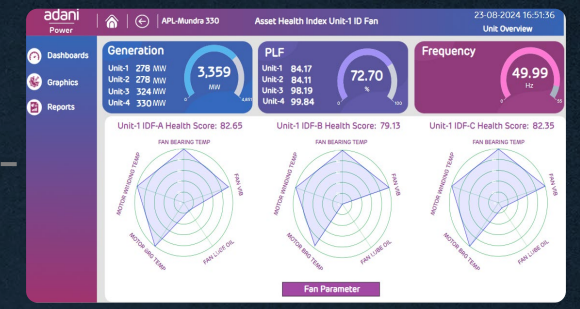 adani
Power
APL-Mundra 330
Asset Health Index Unit-1 ID Fan
23-08-2024 16:51:36
Unit Overview
Dashboards
Graphics
Reports
Generation
Unit-1 278 MW
Unit-2 278 MW
Unit-3 324 MW
Unit-4 330 MW
3,359
MW
0
PLF
Unit-1 84.17
Unit-2 84.11
Unit-3 98.19
Unit-4 99.84
72.70
%
0
100
Frequency
49.99
Hz
0
55
Unit-1 IDF-A Health Score: 82.65
FAN BEARING TEMP
FAN VIB
FAN LUBE OIL
MOTOR BRG TEMP
MOTOR WINDING TEMP
Unit-1 IDF-B Health Score: 79.13
FAN BEARING TEMP
FAN VIB
FAN LUBE OIL
MOTOR BRG TEMP
MOTOR WINDING TEMP
Unit-1 IDF-C Health Score: 82.35
FAN BEARING TEMP
FAN VIB
FAN LUBE OIL
MOTOR BRG TEMP
MOTOR WINDING TEMP
Fan Parameter